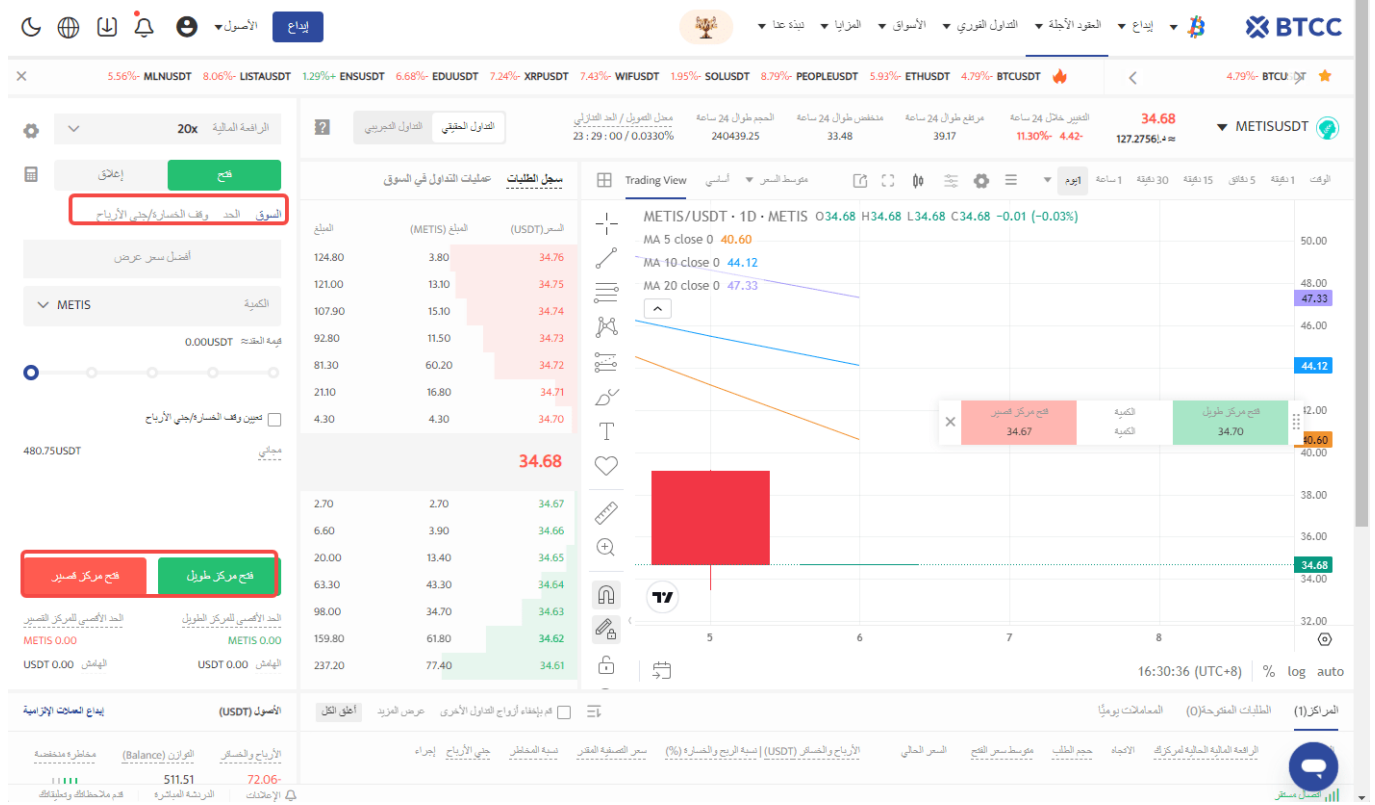 BTCC
إيداع
العقود الآجلة
التداول الفوري
الأسواق
المزايا
نبذة عنا
الأصول
إيداع
4.79%- BTCU
4.79%- BTCUSDT
5.93%- ETHUSDT
8.79%- PEOPLEUSDT
1.95%- SOLUSDT
7.43%- WIFUSDT
7.24%- XRPUSDT
6.68%- EDUUSDT
1.29%+ ENSUSDT
8.06%- LISTAUSDT
5.56%- MLNUSDT
METISUSDT
34.68
127.2756
التغيير خلال 24 ساعة
11.30%- 4.42-
مرتفع طوال 24 ساعة
39.17
منخفض طوال 24 ساعة
33.48
الحجم طوال 24 ساعة
240439.25
معدل التمويل / العد التنازلي
23:29:00 / 0.0330%
التداول الحقيقي
التداول التجريبي
الرافعة المالية 20x
فتح
إغلاق
السوق الحد وقف الخسارة/جني الأرباح
أفضل سعر عرض
الكمية METIS
قيمة العقد≈ 0.00USDT
تعيين وقف الخسارة/جني الأرباح
مجاني 480.75USDT
فتح مركز طويل
فتح مركز قصير
الحد الأقصى للمركز الطويل
الحد الأقصى للمركز القصير
METIS 0.00
METIS 0.00
الهامش USDT 0.00
الهامش USDT 0.00
سجل الطلبات
عمليات التداول في السوق
السعر (USDT) المبلغ (METIS) المبلغ
34.76 3.80 124.80
34.75 13.10 121.00
34.74 15.10 107.90
34.73 11.50 92.80
34.72 60.20 81.30
34.71 16.80 21.10
34.70 4.30 4.30
34.68
34.67 2.70 2.70
34.66 3.90 6.60
34.65 13.40 20.00
34.64 43.30 63.30
34.63 34.70 98.00
34.62 61.80 159.80
34.61 77.40 237.20
الوقت 1 دقيقة 5 دقائق 15 دقيقة 30 دقيقة 1 ساعة 1يوم
متوسط السعر
أساسي
Trading View
METIS/USDT · 1D · METIS O34.68 H34.68 L34.68 C34.68 −0.01 (−0.03%)
MA 5 close 0 40.60
MA 10 close 0 44.12
MA 20 close 0 47.33
50.00
48.00
47.33
46.00
44.12
42.00
40.60
40.00
38.00
36.00
34.68
34.00
32.00
فتح مركز طويل
34.70
الكمية
الكمية
فتح مركز قصير
34.67
5 6 7 8
16:30:36 (UTC+8) % log auto
المراكز(1)
الطلبات المفتوحة(0)
المعاملات يوميًا
عرض المزيد
قم بإخفاء أزواج التداول الأخرى
أغلق الكل
الرافعة المالية الحالية لمركزك
الاتجاه
حجم الطلب
متوسط سعر الفتح
السعر الحالي
الأرباح والخسائر (USDT) | نسبة الربح والخسارة (%)
سعر التصفية المقدر
نسبة المخاطر
جني الأرباح
إجراء
الأصول (USDT)
إيداع العملات الإلزامية
الأرباح والخسائر
72.06-
التوازن (Balance)
511.51
مخاطرة منخفضة
اتصال مستقر
الإعلانات
الدردشة المباشرة
قدم ملاحظاتك وتعليقاتك